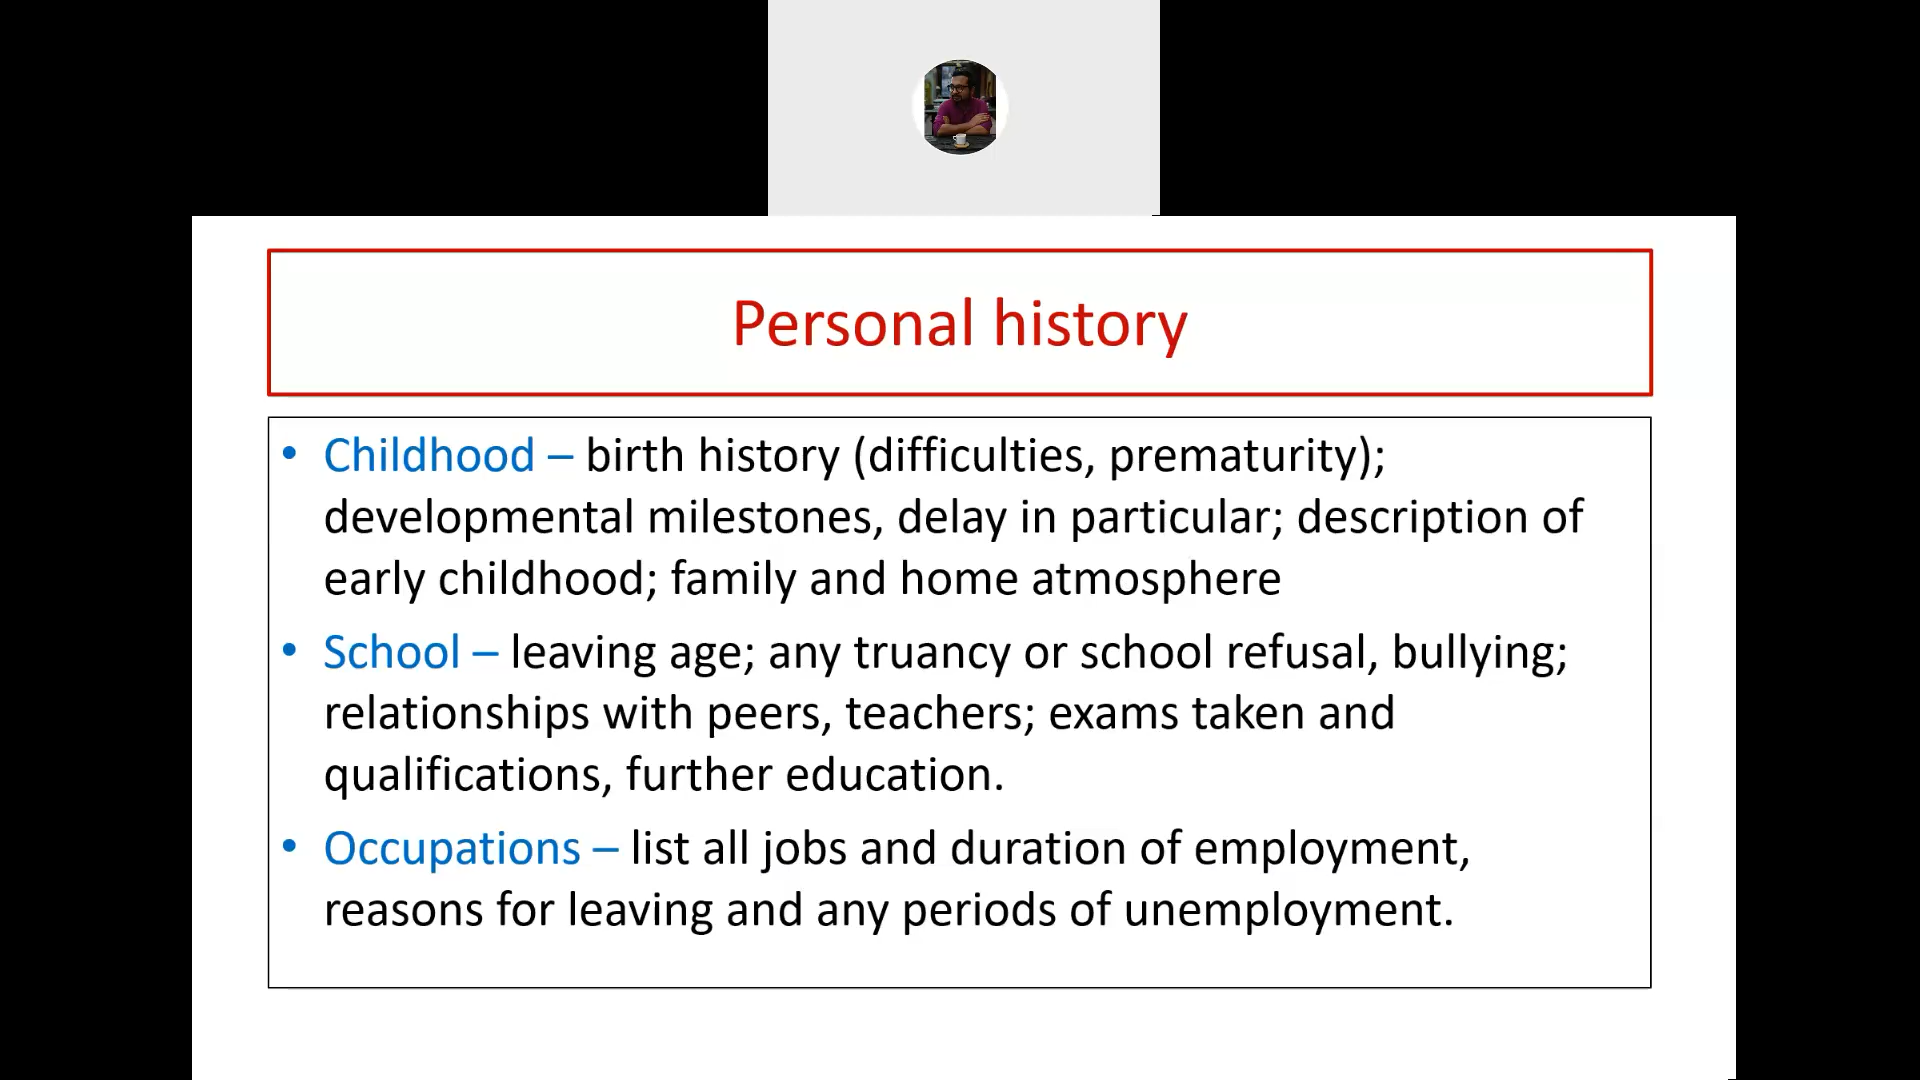 Personal history
• Childhood – birth history (difficulties, prematurity);
developmental milestones, delay in particular; description of
early childhood; family and home atmosphere
• School – leaving age; any truancy or school refusal, bullying;
relationships with peers, teachers; exams taken and
qualifications, further education.
• Occupations – list all jobs and duration of employment,
reasons for leaving and any periods of unemployment.